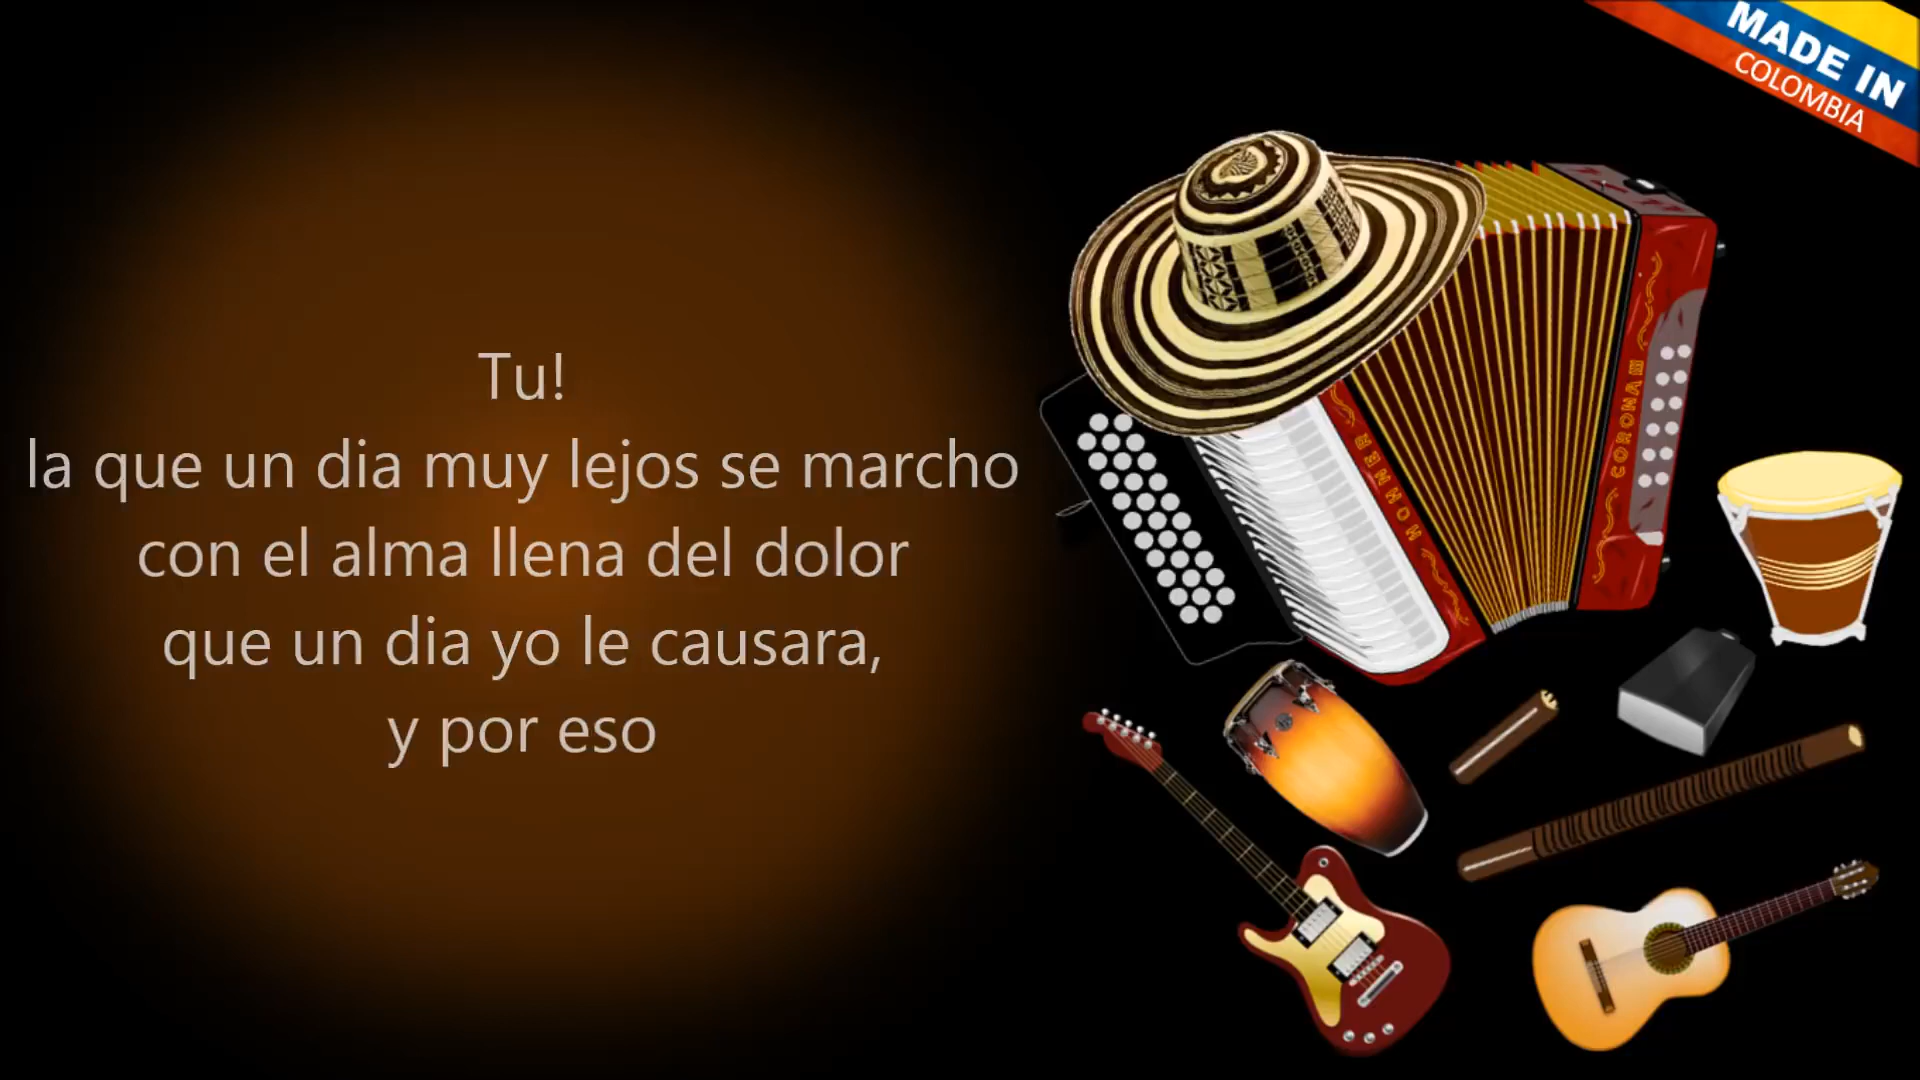 MADE IN
COLOMBIA
Tu!
la que un dia muy lejos se marcho
con el alma llena del dolor
que un dia yo le causara,
y por eso
HOHNER
CORONA III